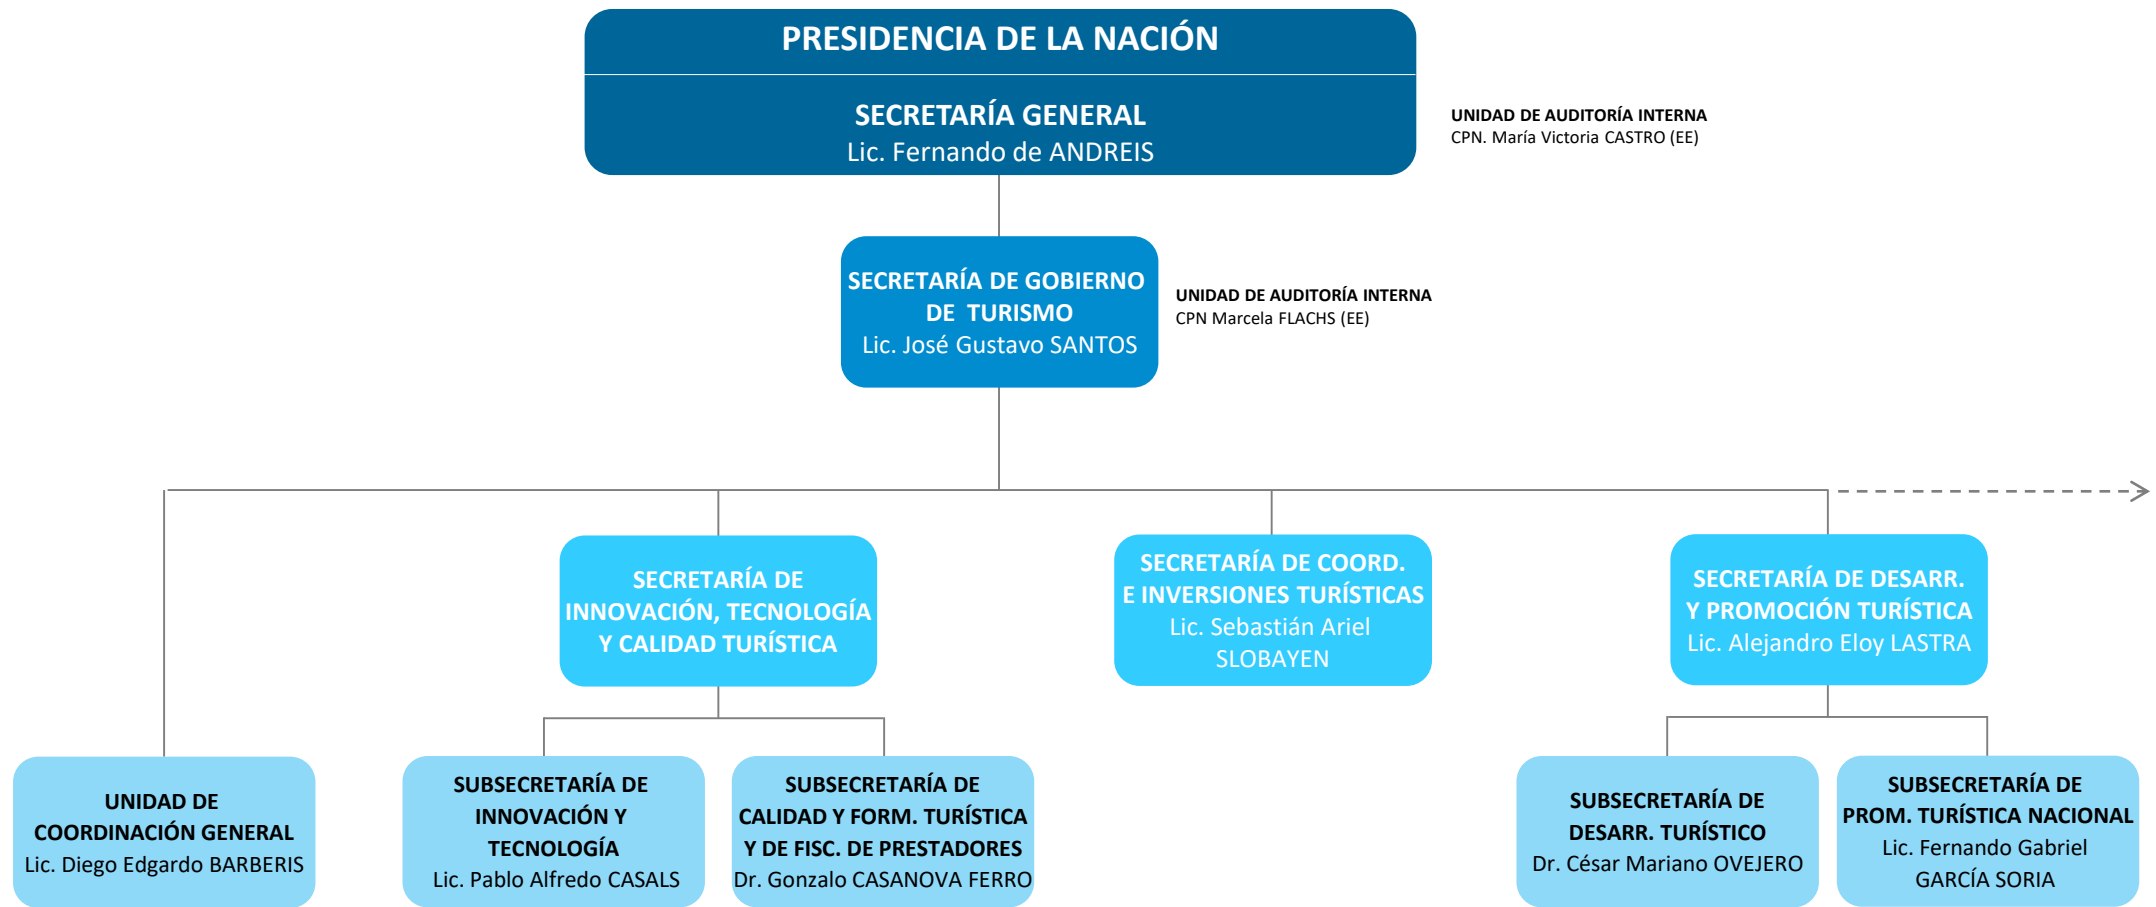 PRESIDENCIA DE LA NACIÓN
SECRETARÍA GENERAL
Lic. Fernando de ANDREIS
UNIDAD DE AUDITORÍA INTERNA
CPN. María Victoria CASTRO (EE)
SECRETARÍA DE GOBIERNO
DE TURISMO
Lic. José Gustavo SANTOS
UNIDAD DE AUDITORÍA INTERNA
CPN Marcela FLACHS (EE)
SECRETARÍA DE
INNOVACIÓN, TECNOLOGÍA
Y CALIDAD TURÍSTICA
SECRETARÍA DE COORD.
E INVERSIONES TURÍSTICAS
Lic. Sebastián Ariel
SLOBAYEN
SECRETARÍA DE DESARR.
Y PROMOCIÓN TURÍSTICA
Lic. Alejandro Eloy LASTRA
UNIDAD DE
COORDINACIÓN GENERAL
Lic. Diego Edgardo BARBERIS
SUBSECRETARÍA DE
INNOVACIÓN Y
TECNOLOGÍA
Lic. Pablo Alfredo CASALS
SUBSECRETARÍA DE
CALIDAD Y FORM. TURÍSTICA
Y DE FISC. DE PRESTADORES
Dr. Gonzalo CASANOVA FERRO
SUBSECRETARÍA DE
DESARR. TURÍSTICO
Dr. César Mariano OVEJERO
SUBSECRETARÍA DE
PROM. TURÍSTICA NACIONAL
Lic. Fernando Gabriel
GARCÍA SORIA